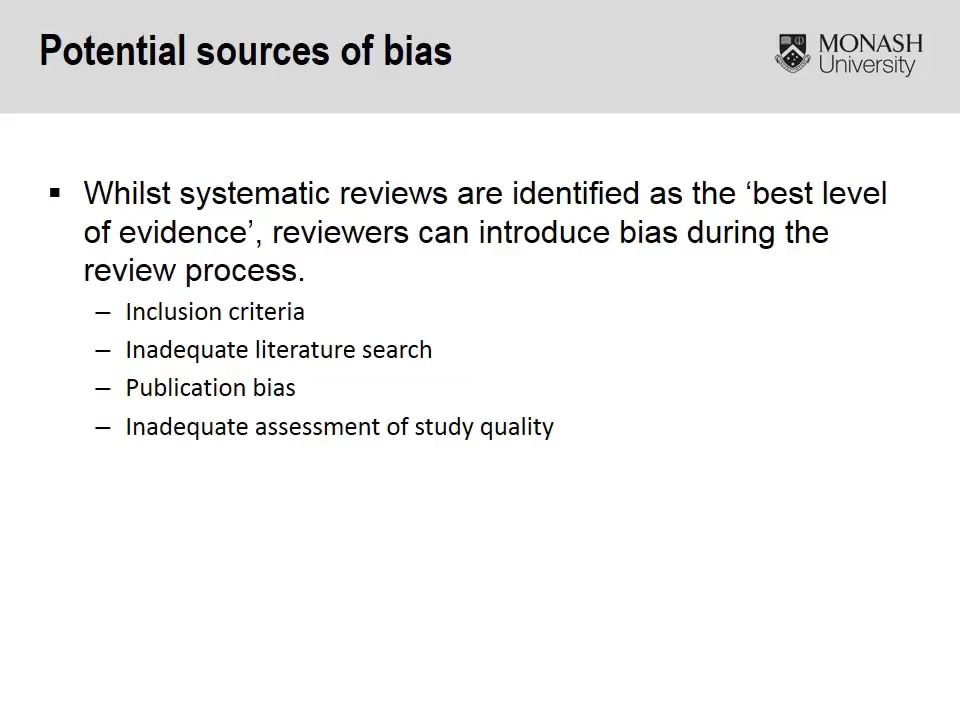 Potential sources of bias
MONASH
University
▪ Whilst systematic reviews are identified as the ‘best level
of evidence’, reviewers can introduce bias during the
review process.
– Inclusion criteria
– Inadequate literature search
– Publication bias
– Inadequate assessment of study quality